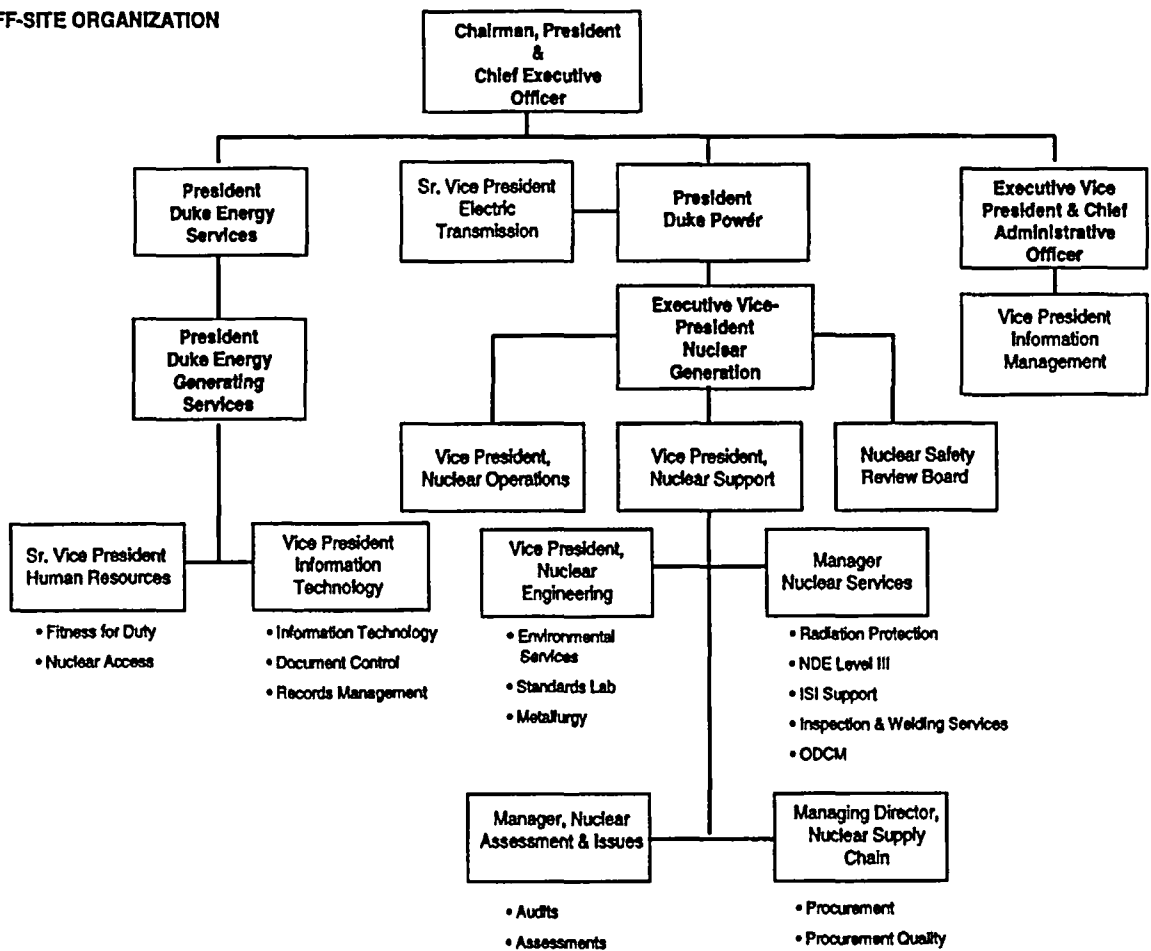 FF-SITE ORGANIZATION
Chairman, President
&
Chief Executive
Officer
President
Duke Energy
Services
Sr. Vice President
Electric
Transmission
President
Duke Power
Executive Vice
President & Chief
Administrative
Officer
President
Duke Energy
Generating
Services
Executive Vice-
President
Nuclear
Generation
Vice President
Information
Management
Vice President,
Nuclear Operations
Vice President,
Nuclear Support
Nuclear Safety
Review Board
Sr. Vice President
Human Resources
• Fitness for Duty
• Nuclear Access
Vice President
Information
Technology
• Information Technology
• Document Control
• Records Management
Vice President,
Nuclear
Engineering
• Environmental
Services
• Standards Lab
• Metallurgy
Manager
Nuclear Services
• Radiation Protection
• NDE Level III
• ISI Support
• Inspection & Welding Services
• ODCM
Manager, Nuclear
Assessment & Issues
• Audits
• Assessments
Managing Director,
Nuclear Supply
Chain
• Procurement
• Procurement Quality